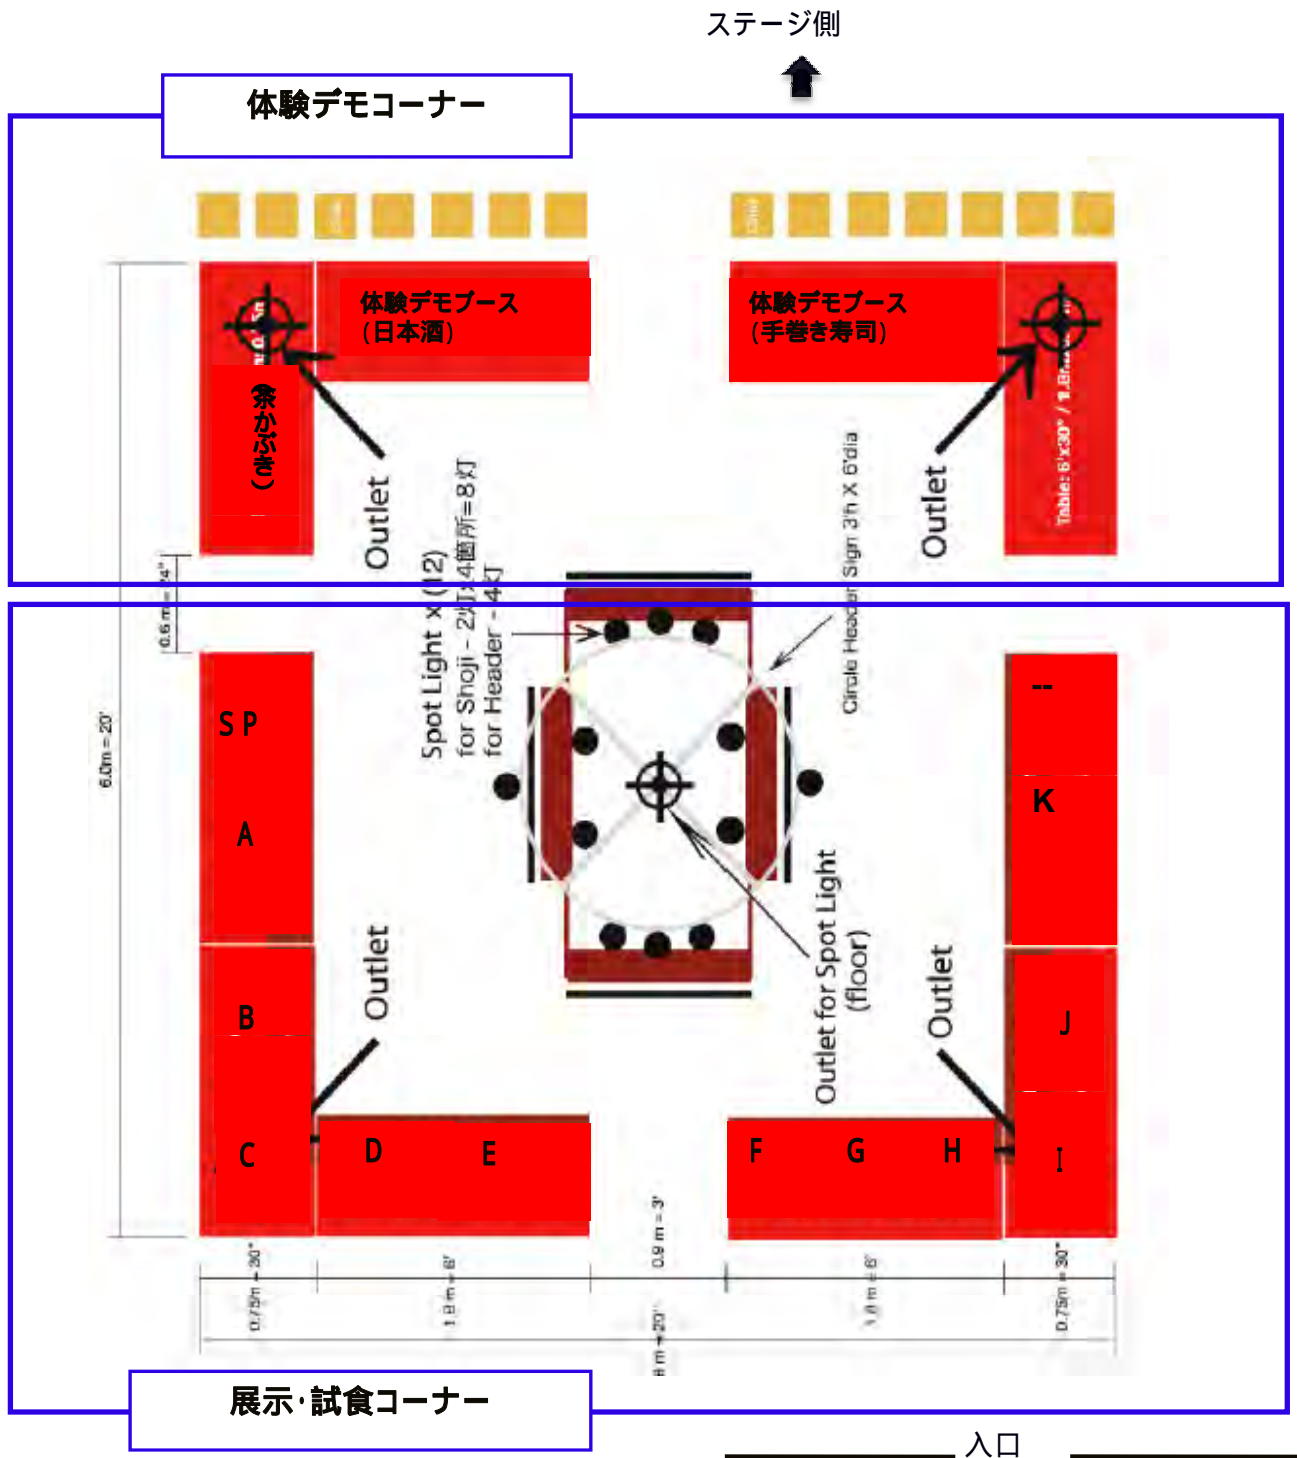 ステージ側
体験デモコーナー
体験デモブース
(日本酒)
体験デモブース
(手巻き寿司)
(茶かぶき)
Table: 6'x30" / 1.8m
Outlet
Outlet
Spot Light x (12)
for Shoji - 2灯x4箇所=8灯
for Header - 4灯
Circle Header Sign 3'h X 6'dia
0.6 m = 24"
6.0m = 20'
SP
A
B
C
D
E
F
G
H
I
J
K
--
Outlet
Outlet
Outlet for Spot Light
(floor)
0.75m = 30"
1.8 m = 6'
0.9 m = 3'
1.8 m = 6'
0.75m = 30"
m = 20'
展示・試食コーナー
入口